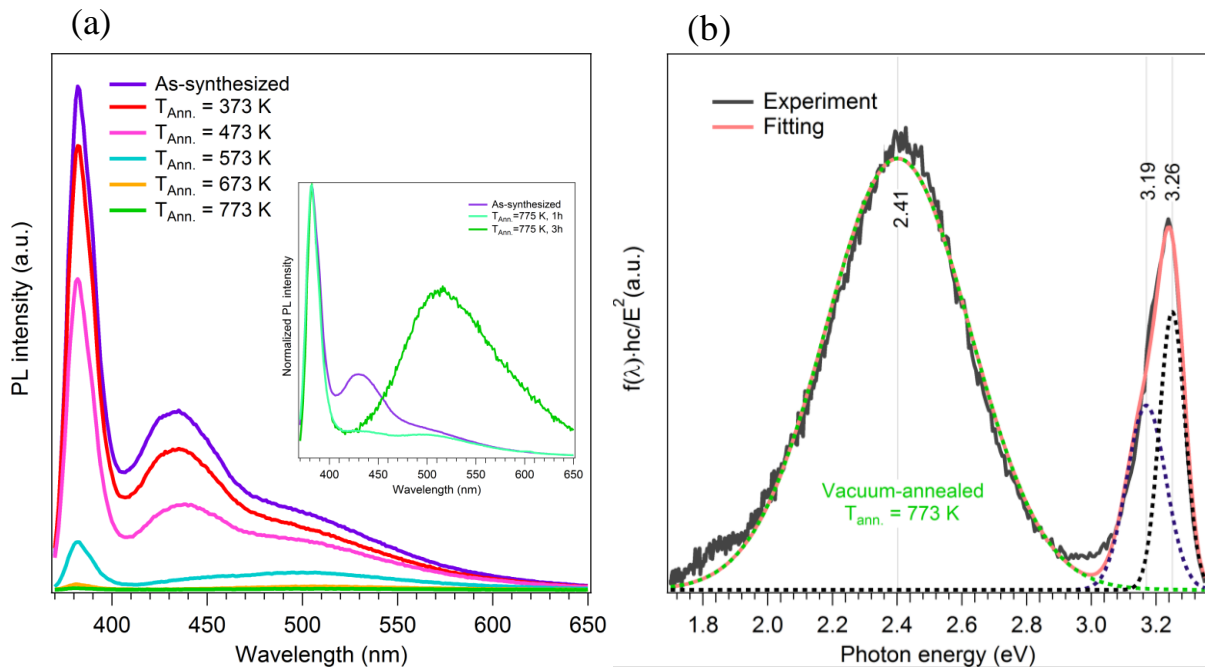 (a)
As-synthesized
T_Ann. = 373 K
T_Ann. = 473 K
T_Ann. = 573 K
T_Ann. = 673 K
T_Ann. = 773 K
PL intensity (a.u.)
400 450 500 550 600 650
Wavelength (nm)
As-synthesized
T_Ann.=775 K, 1h
T_Ann.=775 K, 3h
Normalized PL intensity
400 450 500 550 600 650
Wavelength (nm)
(b)
Experiment
Fitting
2.41
3.19
3.26
Vacuum-annealed
T_ann. = 773 K
f(λ)·hc/E² (a.u.)
1.8 2.0 2.2 2.4 2.6 2.8 3.0 3.2
Photon energy (eV)